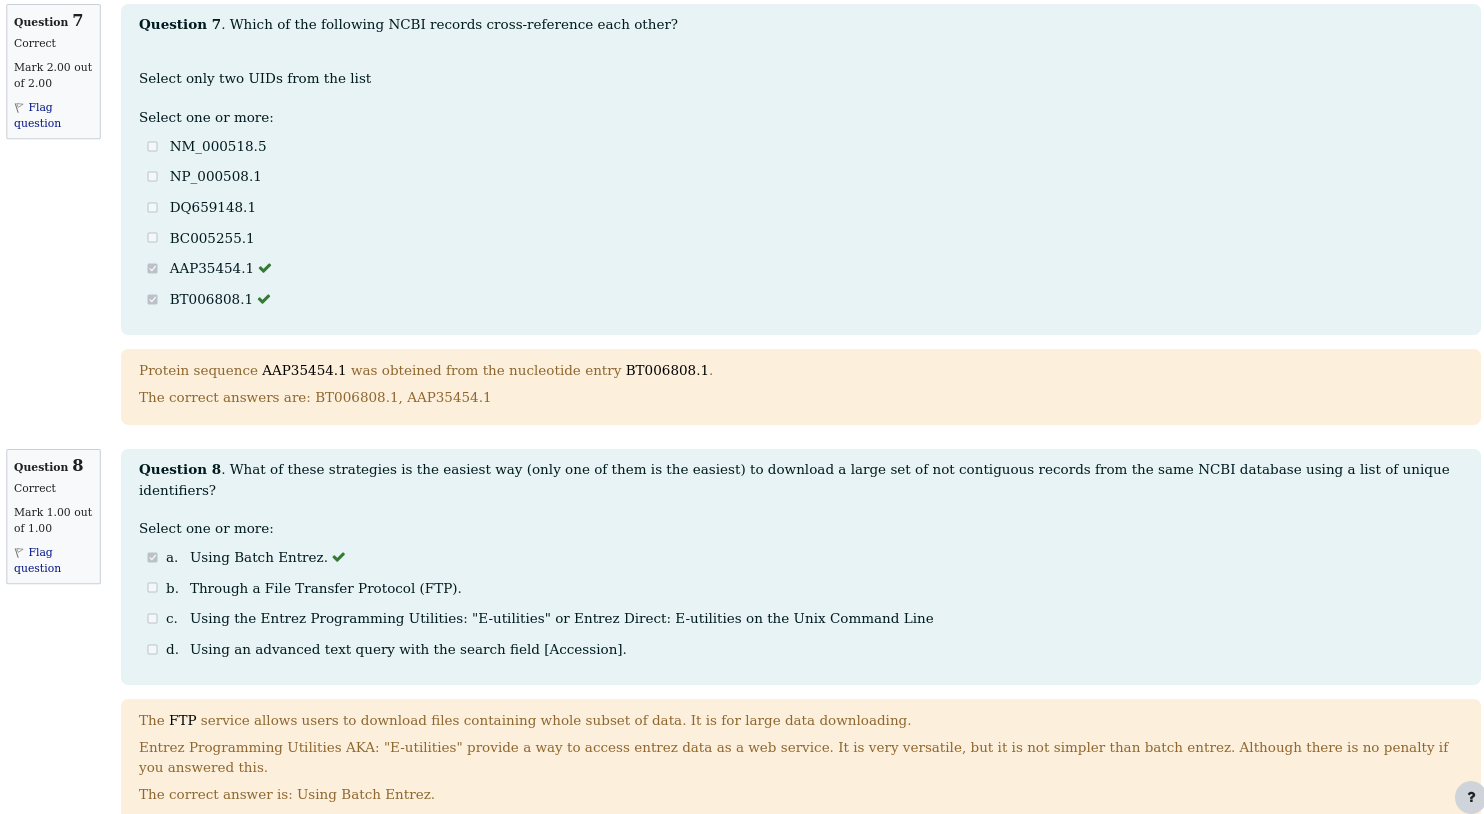 Question 7
Correct
Mark 2.00 out
of 2.00
Flag
question
Question 7. Which of the following NCBI records cross-reference each other?
Select only two UIDs from the list
Select one or more:
NM_000518.5
NP_000508.1
DQ659148.1
BC005255.1
AAP35454.1
BT006808.1
Protein sequence AAP35454.1 was obteined from the nucleotide entry BT006808.1.
The correct answers are: BT006808.1, AAP35454.1
Question 8
Correct
Mark 1.00 out
of 1.00
Flag
question
Question 8. What of these strategies is the easiest way (only one of them is the easiest) to download a large set of not contiguous records from the same NCBI database using a list of unique
identifiers?
Select one or more:
a. Using Batch Entrez.
b. Through a File Transfer Protocol (FTP).
c. Using the Entrez Programming Utilities: "E-utilities" or Entrez Direct: E-utilities on the Unix Command Line
d. Using an advanced text query with the search field [Accession].
The FTP service allows users to download files containing whole subset of data. It is for large data downloading.
Entrez Programming Utilities AKA: "E-utilities" provide a way to access entrez data as a web service. It is very versatile, but it is not simpler than batch entrez. Although there is no penalty if
you answered this.
The correct answer is: Using Batch Entrez.
?